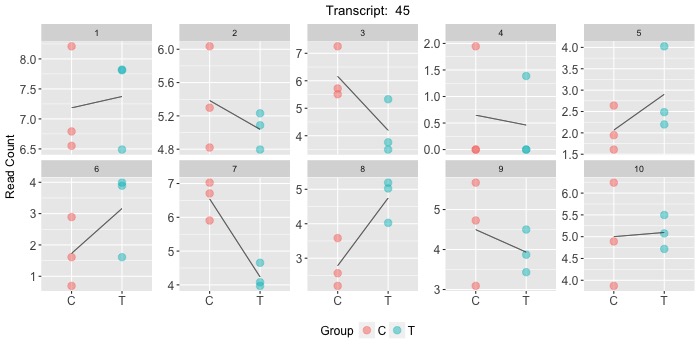 Transcript: 45
1 2 3 4 5
8.0 6.0 7 2.0 4.0
7.5 5.6 6 1.5 3.5
7.0 5.2 5 1.0 3.0
6.5 4.8 4 0.5 2.5
0.0 2.0
1.5
Read Count
6 7 8 9 10
4 7 5 5 6.0
3 6 4 4 5.5
2 5 3 3 5.0
1 4 4.5
4.0
C T C T C T C T C T
Group C T